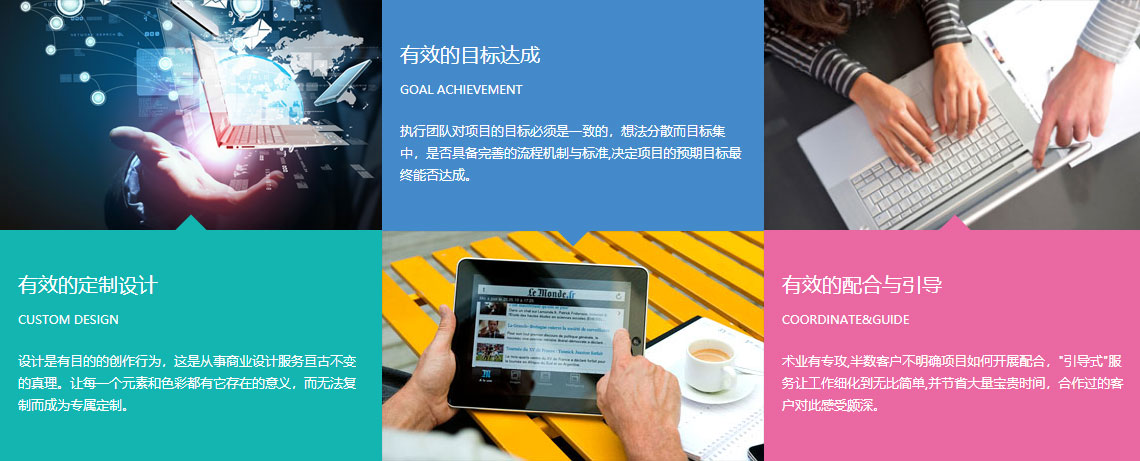 有效的目标达成
GOAL ACHIEVEMENT
执行团队对项目的目标必须是一致的，想法分散而目标集
中，是否具备完善的流程机制与标准,决定项目的预期目标最
终能否达成。
有效的定制设计
CUSTOM DESIGN
设计是有目的的创作行为，这是从事商业设计服务亘古不变
的真理。让每一个元素和色彩都有它存在的意义，而无法复
制而成为专属定制。
Le Monde.fr
有效的配合与引导
COORDINATE&GUIDE
术业有专攻,半数客户不明确项目如何开展配合，"引导式"服
务让工作细化到无比简单,并节省大量宝贵时间，合作过的客
户对此感受颇深。